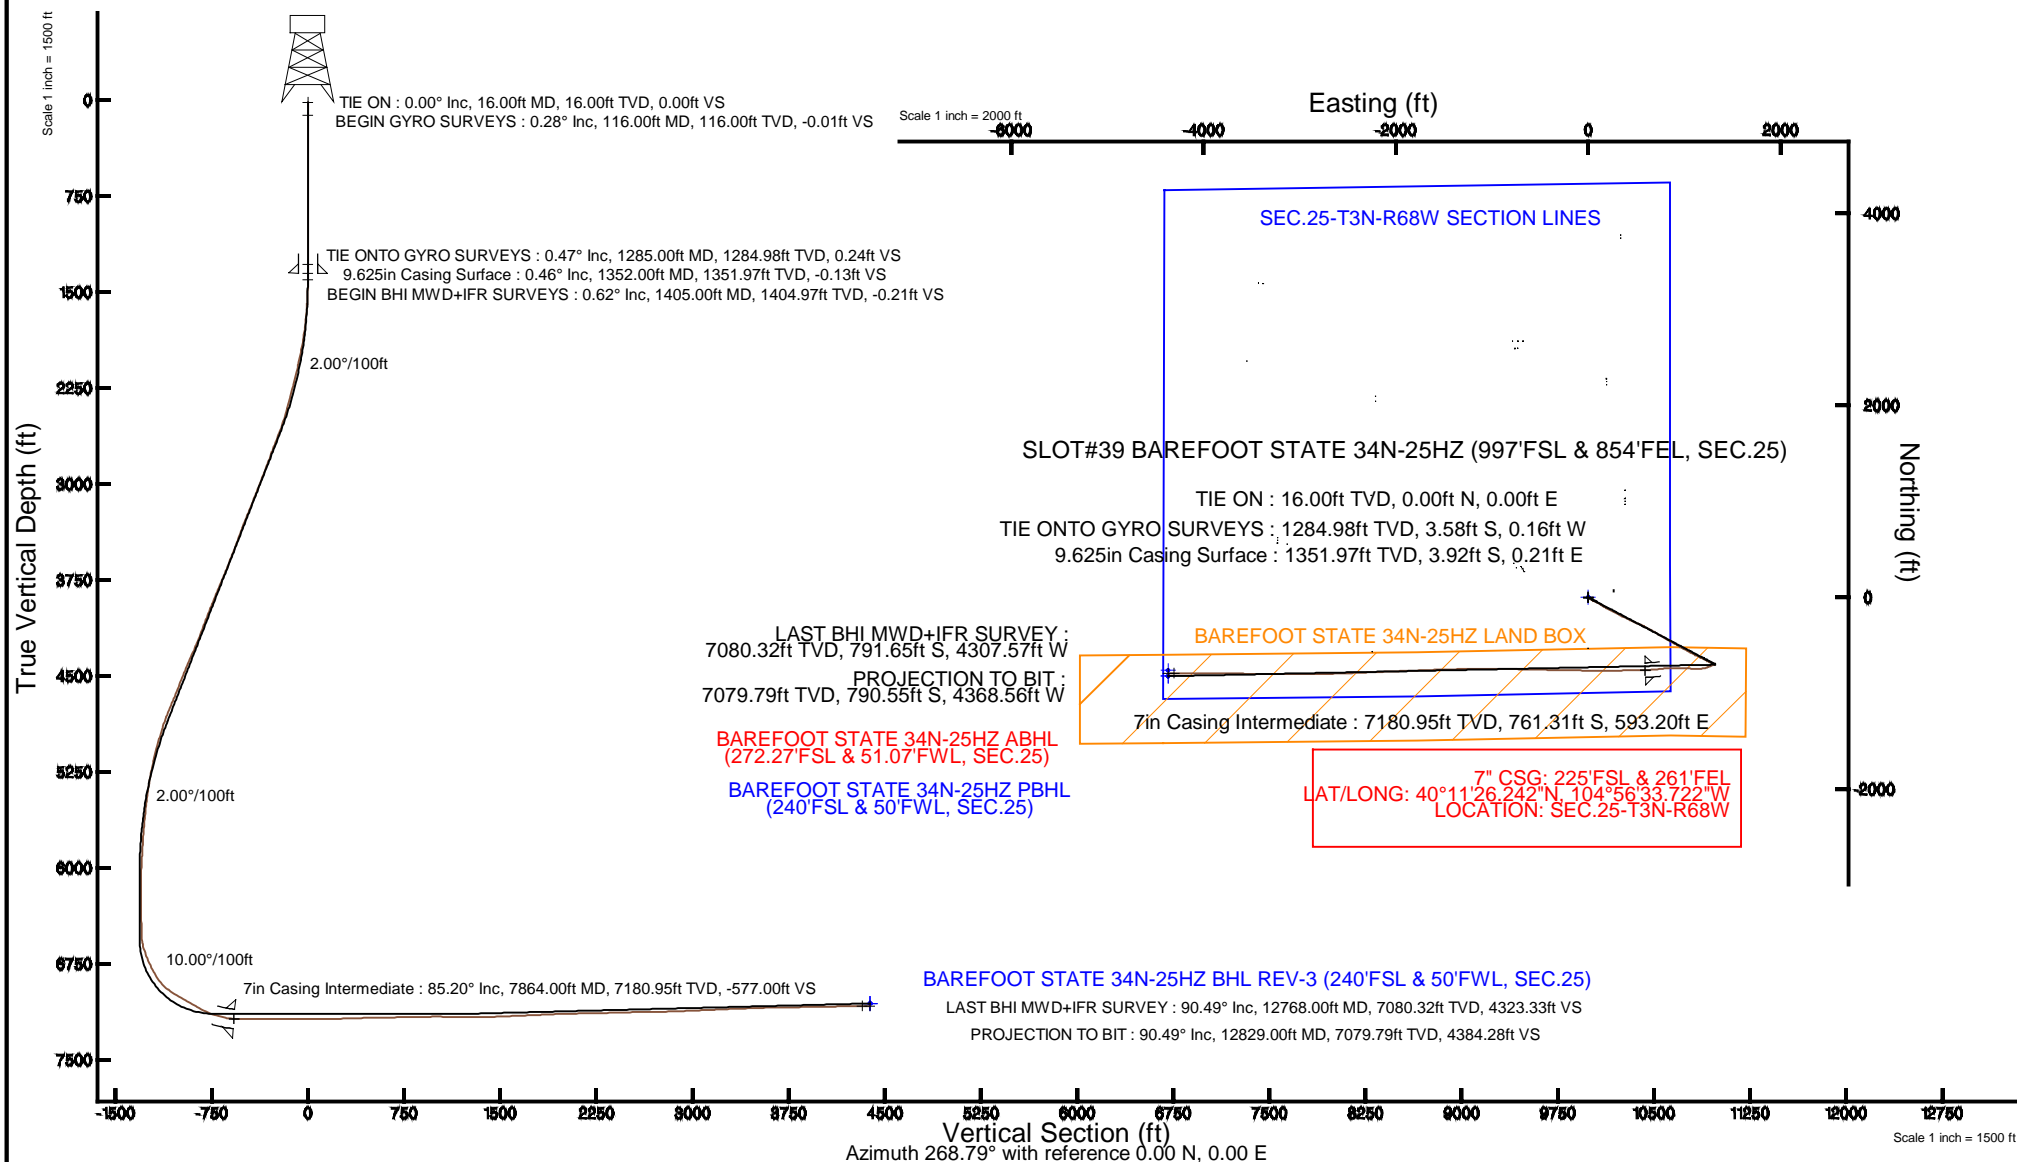 Scale 1 inch = 1500 ft
True Vertical Depth (ft)
0
750
1500
2250
3000
3750
4500
5250
6000
6750
7500
TIE ON : 0.00° Inc, 16.00ft MD, 16.00ft TVD, 0.00ft VS
BEGIN GYRO SURVEYS : 0.28° Inc, 116.00ft MD, 116.00ft TVD, -0.01ft VS
TIE ONTO GYRO SURVEYS : 0.47° Inc, 1285.00ft MD, 1284.98ft TVD, 0.24ft VS
9.625in Casing Surface : 0.46° Inc, 1352.00ft MD, 1351.97ft TVD, -0.13ft VS
BEGIN BHI MWD+IFR SURVEYS : 0.62° Inc, 1405.00ft MD, 1404.97ft TVD, -0.21ft VS
2.00°/100ft
2.00°/100ft
10.00°/100ft
7in Casing Intermediate : 85.20° Inc, 7864.00ft MD, 7180.95ft TVD, -577.00ft VS
Scale 1 inch = 2000 ft
Easting (ft)
-6000 -4000 -2000 0 2000
SEC.25-T3N-R68W SECTION LINES
4000
2000
0
-2000
Northing (ft)
SLOT#39 BAREFOOT STATE 34N-25HZ (997'FSL & 854'FEL, SEC.25)
TIE ON : 16.00ft TVD, 0.00ft N, 0.00ft E
TIE ONTO GYRO SURVEYS : 1284.98ft TVD, 3.58ft S, 0.16ft W
9.625in Casing Surface : 1351.97ft TVD, 3.92ft S, 0.21ft E
LAST BHI MWD+IFR SURVEY :
7080.32ft TVD, 791.65ft S, 4307.57ft W
BAREFOOT STATE 34N-25HZ LAND BOX
PROJECTION TO BIT :
7079.79ft TVD, 790.55ft S, 4368.56ft W
7in Casing Intermediate : 7180.95ft TVD, 761.31ft S, 593.20ft E
BAREFOOT STATE 34N-25HZ ABHL
(272.27'FSL & 51.07'FWL, SEC.25)
BAREFOOT STATE 34N-25HZ PBHL
(240'FSL & 50'FWL, SEC.25)
7" CSG: 225'FSL & 261'FEL
LAT/LONG: 40°11'26.242"N, 104°56'33.722"W
LOCATION: SEC.25-T3N-R68W
BAREFOOT STATE 34N-25HZ BHL REV-3 (240'FSL & 50'FWL, SEC.25)
LAST BHI MWD+IFR SURVEY : 90.49° Inc, 12768.00ft MD, 7080.32ft TVD, 4323.33ft VS
PROJECTION TO BIT : 90.49° Inc, 12829.00ft MD, 7079.79ft TVD, 4384.28ft VS
-1500 -750 0 750 1500 2250 3000 3750 4500 5250 6000 6750 7500 8250 9000 9750 10500 11250 12000 12750
Vertical Section (ft)
Azimuth 268.79° with reference 0.00 N, 0.00 E
Scale 1 inch = 1500 ft